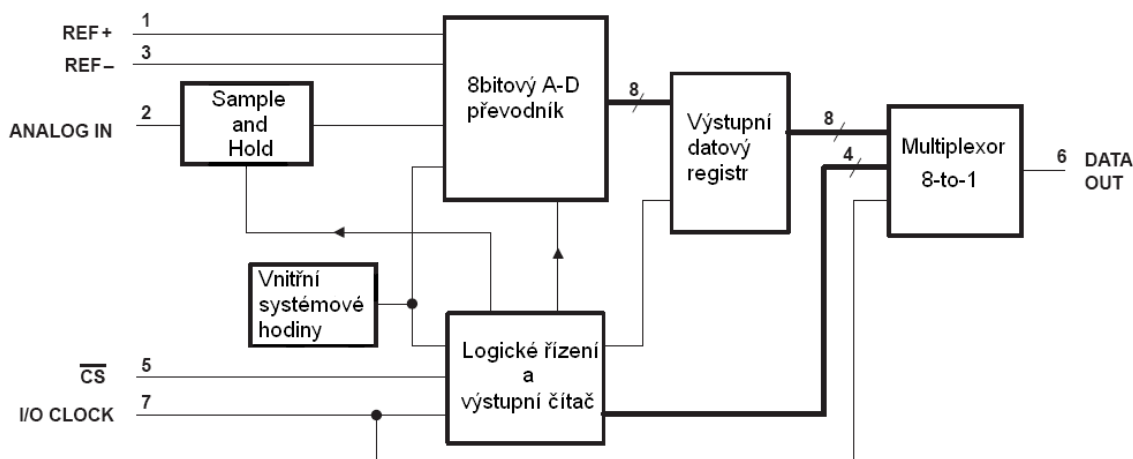 REF+
1
REF–
3
ANALOG IN
2
Sample
and
Hold
8bitový A-D
převodník
8
Výstupní
datový
registr
8
4
Multiplexor
8-to-1
6
DATA
OUT
Vnitřní
systémové
hodiny
Logické řízení
a
výstupní čítač
CS
5
I/O CLOCK
7